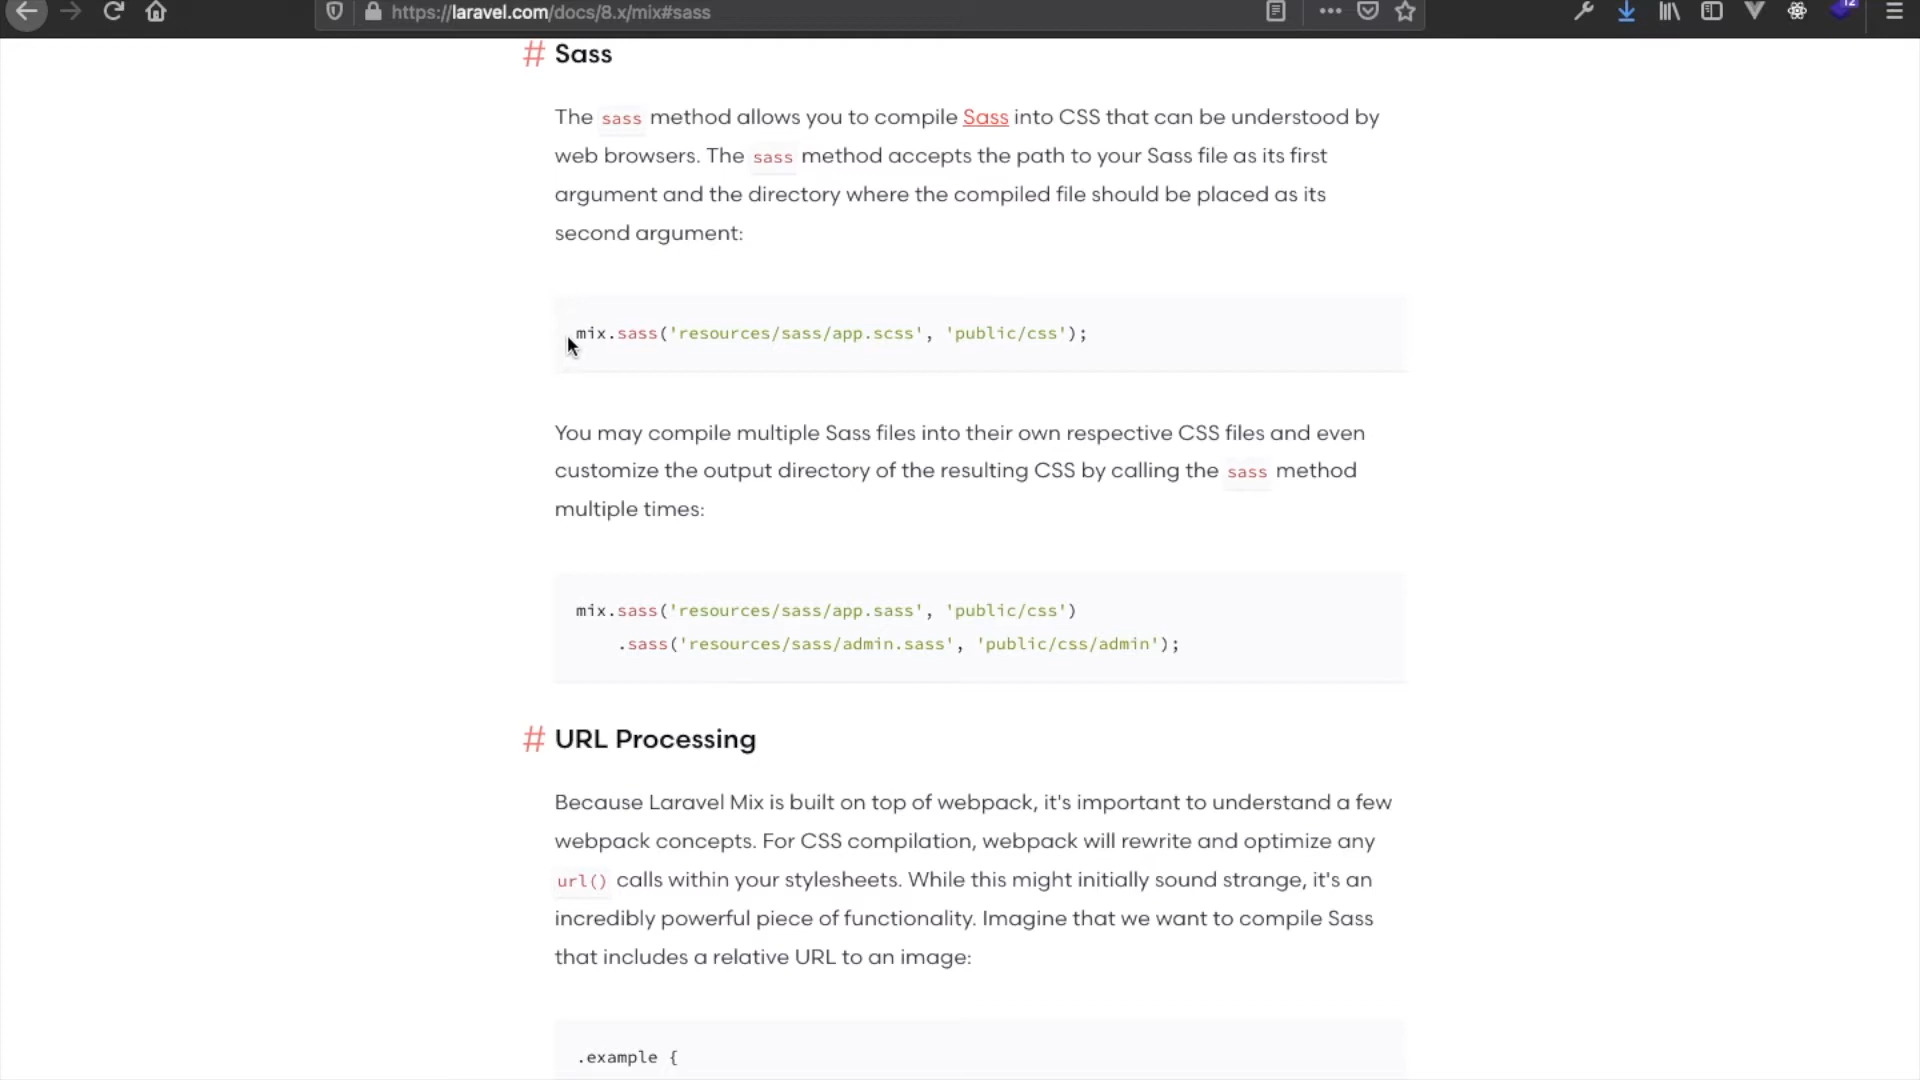 https://laravel.com/docs/8.x/mix#sass
12
# Sass
The sass method allows you to compile Sass into CSS that can be understood by
web browsers. The sass method accepts the path to your Sass file as its first
argument and the directory where the compiled file should be placed as its
second argument:
mix.sass('resources/sass/app.scss', 'public/css');
You may compile multiple Sass files into their own respective CSS files and even
customize the output directory of the resulting CSS by calling the sass method
multiple times:
mix.sass('resources/sass/app.sass', 'public/css')
.sass('resources/sass/admin.sass', 'public/css/admin');
# URL Processing
Because Laravel Mix is built on top of webpack, it's important to understand a few
webpack concepts. For CSS compilation, webpack will rewrite and optimize any
url() calls within your stylesheets. While this might initially sound strange, it's an
incredibly powerful piece of functionality. Imagine that we want to compile Sass
that includes a relative URL to an image:
.example {